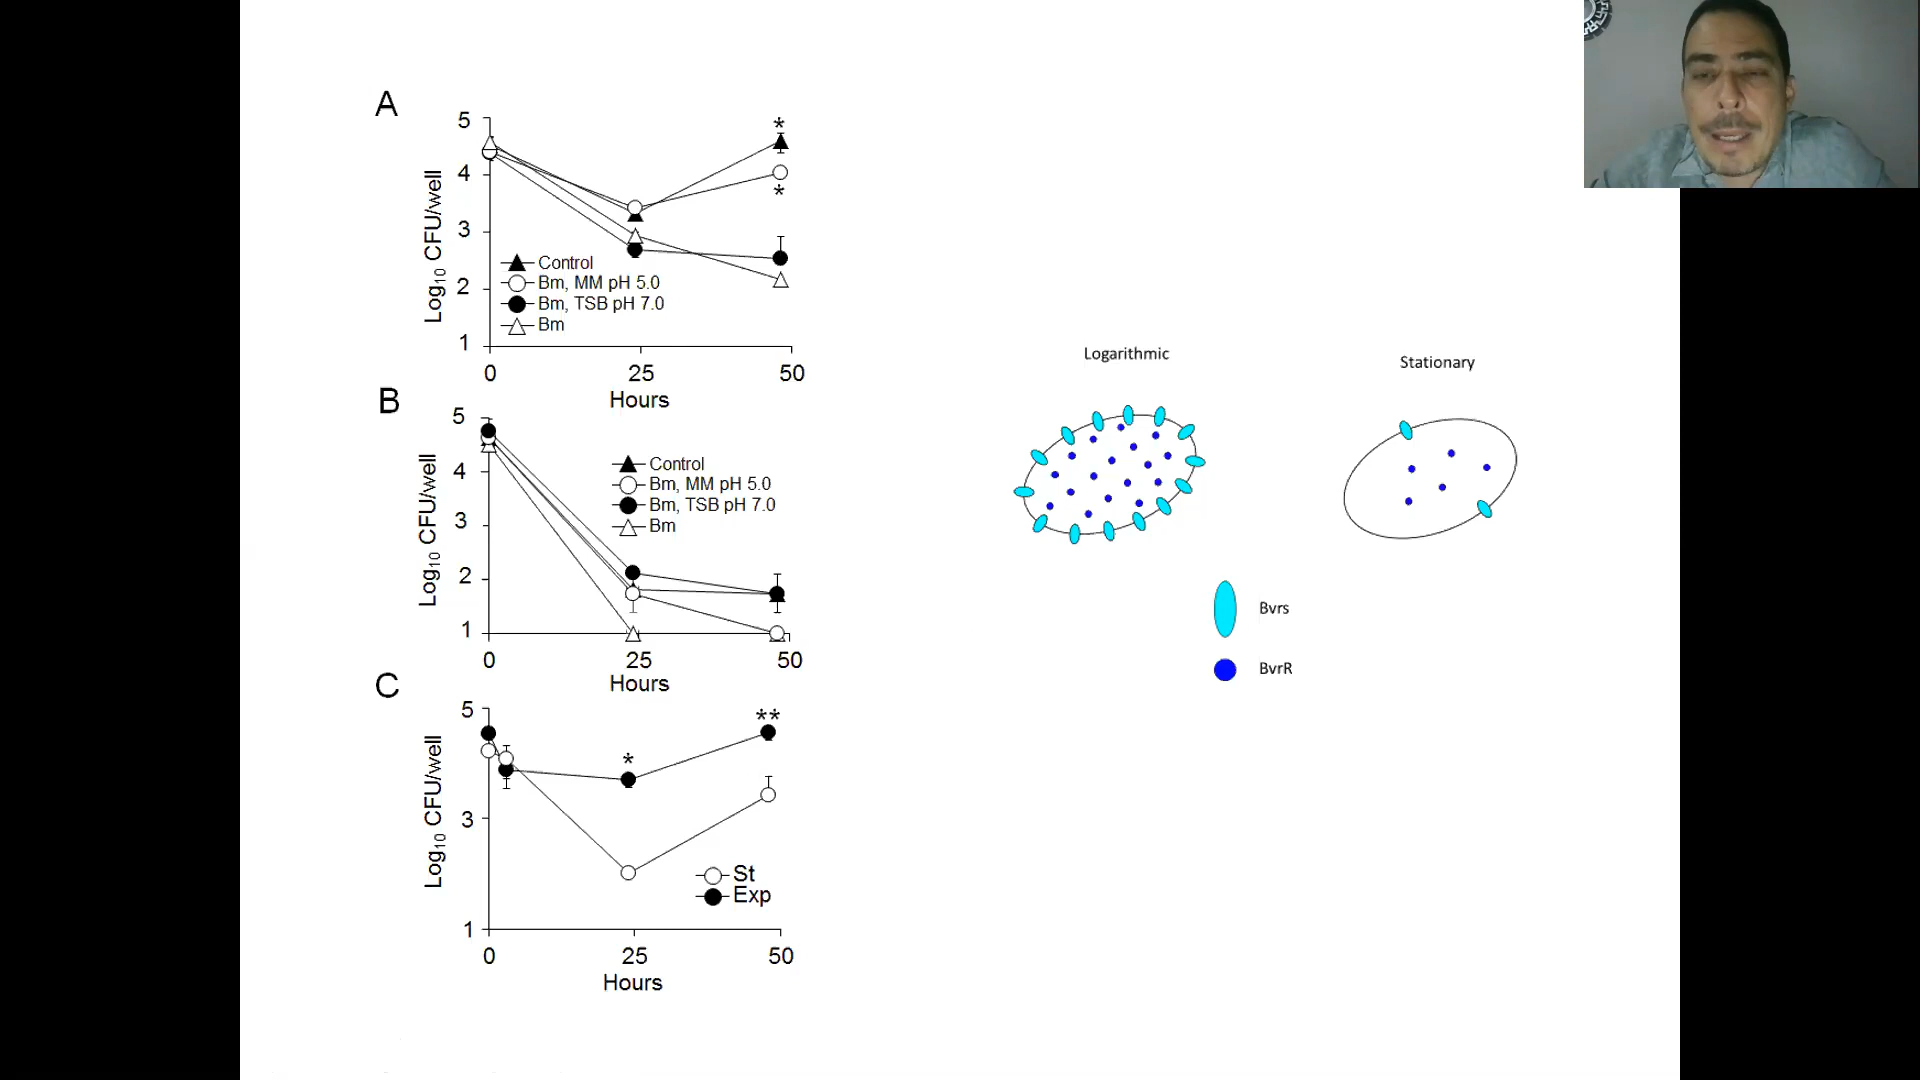 A
5
4
3
2
1
Log10 CFU/well
*
*
Control
Bm, MM pH 5.0
Bm, TSB pH 7.0
Bm
0 25 50
Hours
B
5
4
3
2
1
Log10 CFU/well
Control
Bm, MM pH 5.0
Bm, TSB pH 7.0
Bm
0 25 50
Hours
C
5
3
1
Log10 CFU/well
*
**
St
Exp
0 25 50
Hours
Logarithmic
Stationary
Bvrs
BvrR